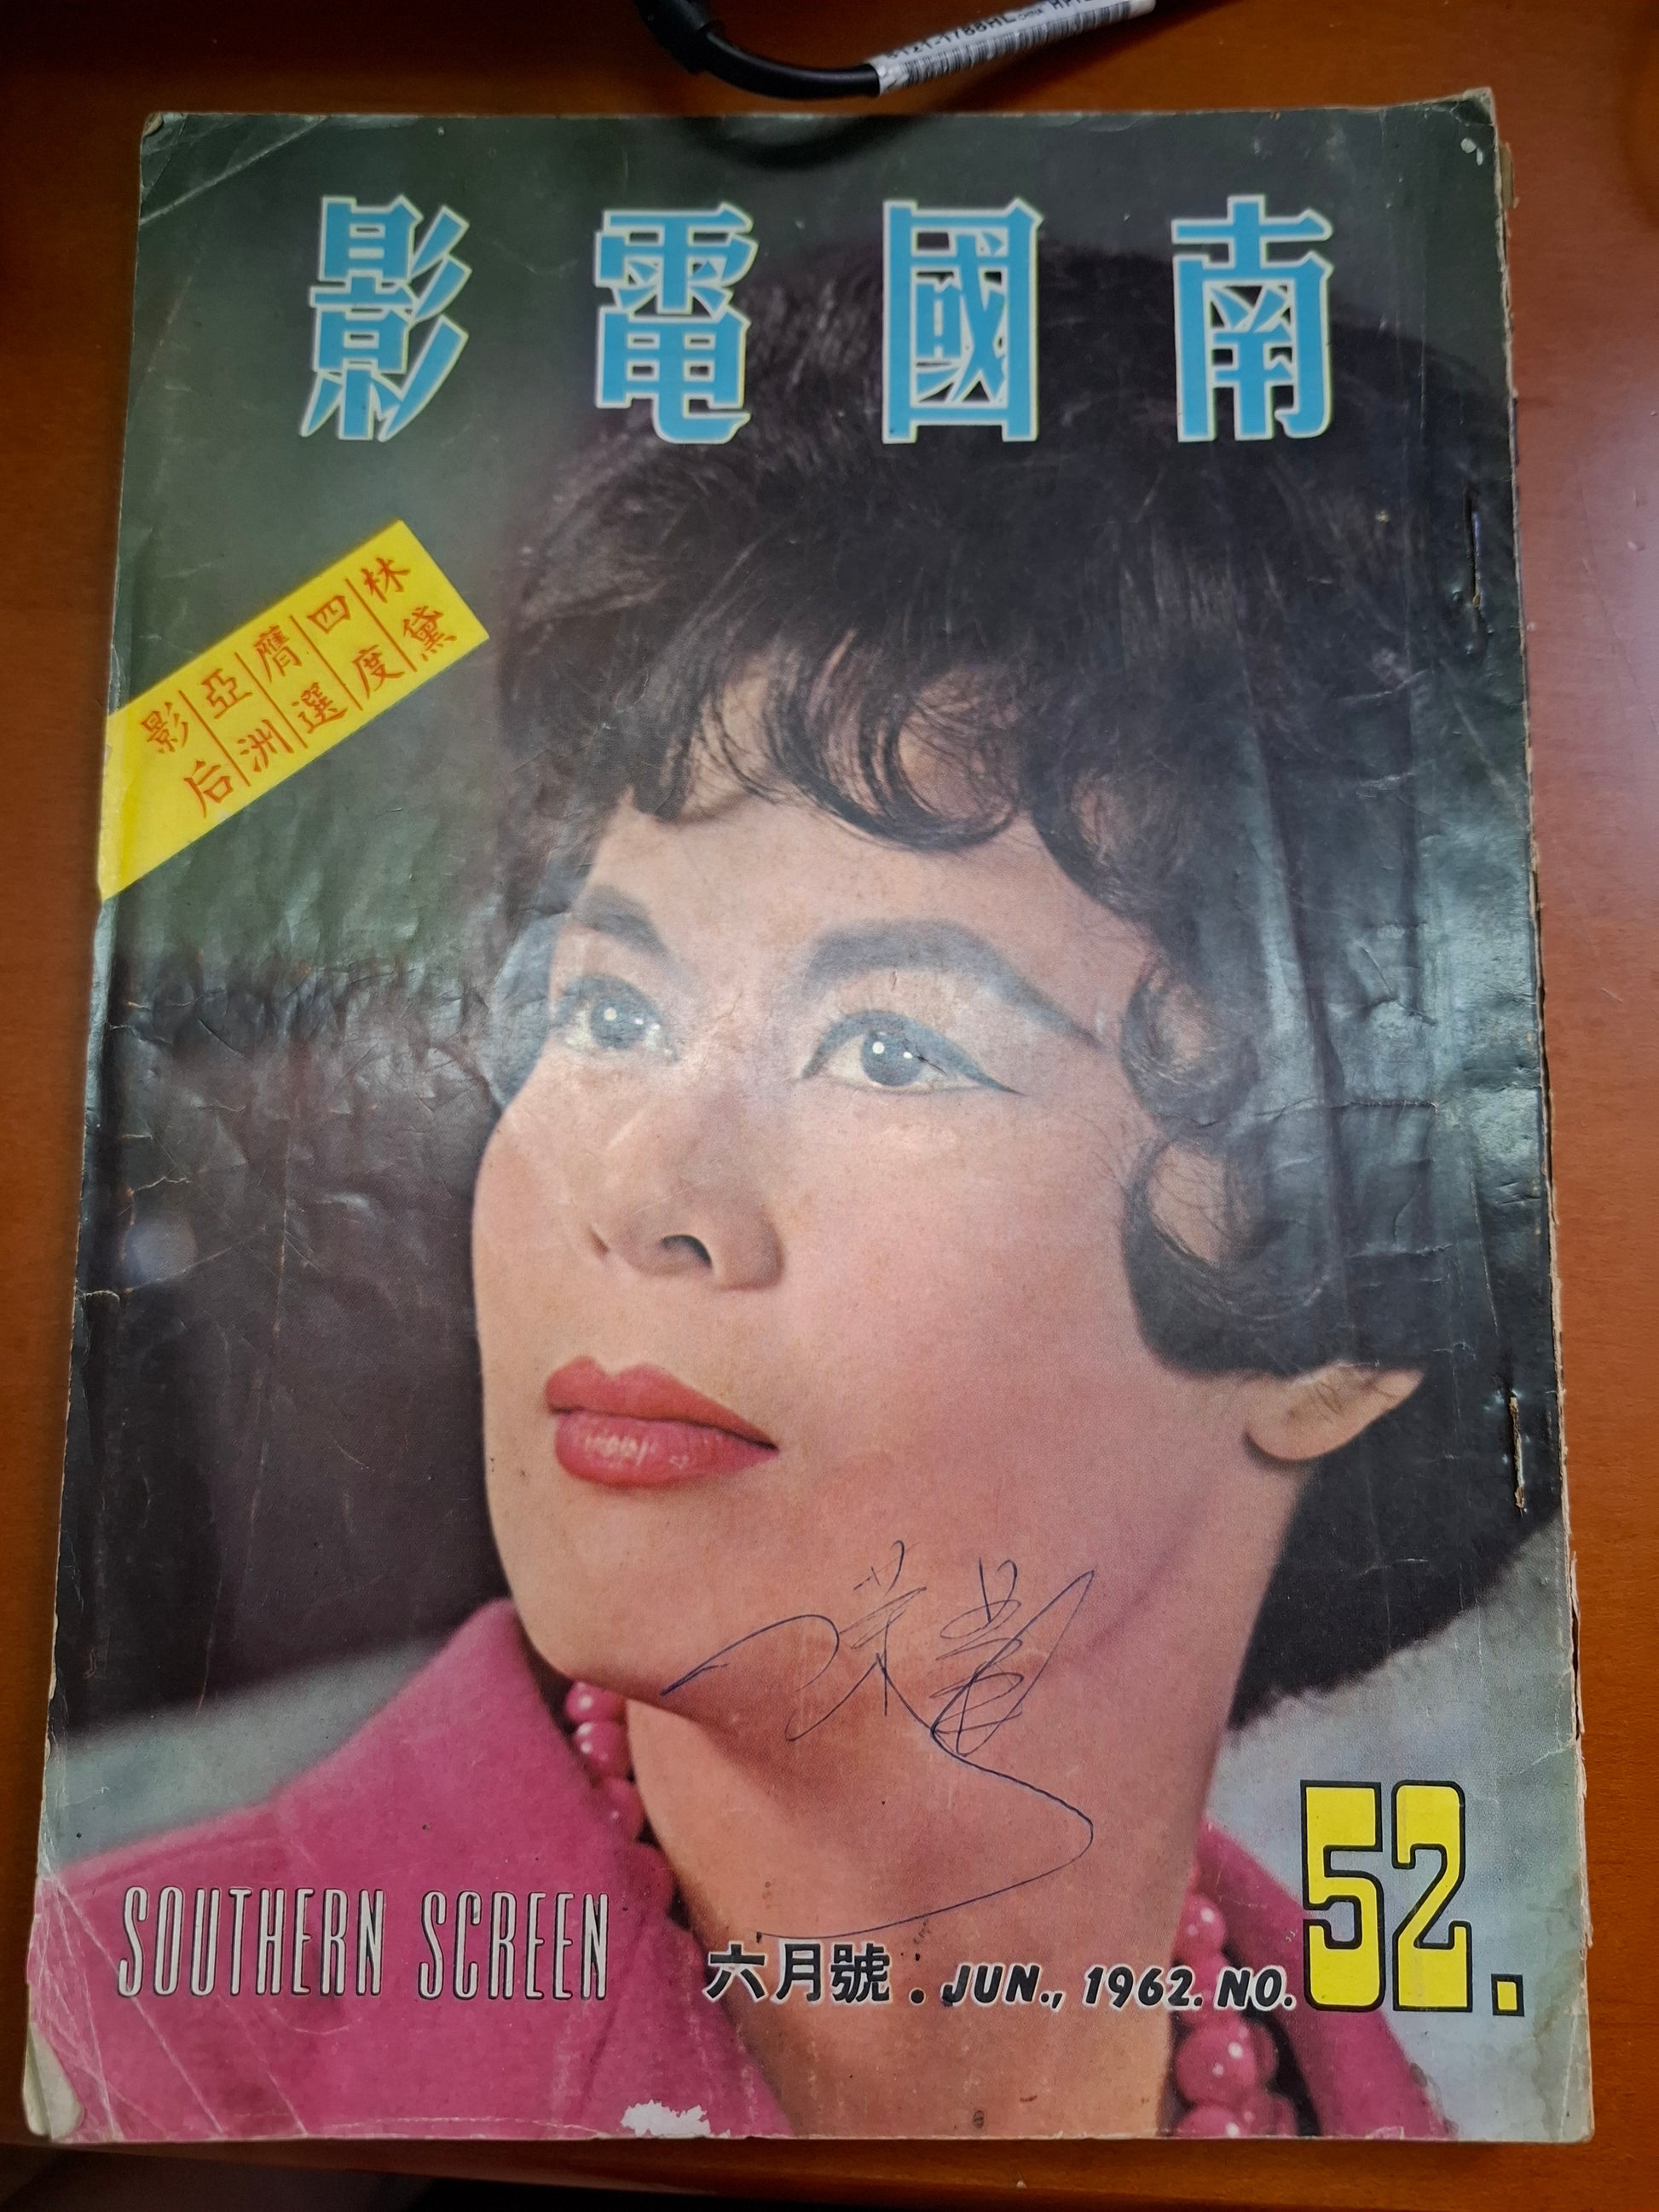 南國電影
林黛
四度
膺選
亞洲
影后
SOUTHERN SCREEN
六月號 . JUN., 1962. NO. 52.